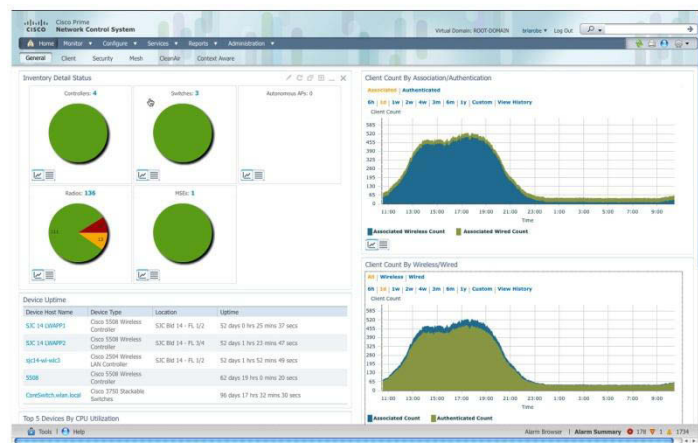 CISCO
Cisco Prime
Network Control System
Virtual Domain: ROOT-DOMAIN
Log Out
Home Monitor Configure Services Reports Administration
General Client Security Mesh CleanAir Context Aware
Inventory Detail Status
Controllers: 4
Switches: 3
Autonomous APs: 0
Radios: 136
MSEs: 1
Device Uptime
Device Host Name Device Type Location Uptime
SJC 14 LWAPP1 Cisco 5508 Wireless Controller SJC Bld 14 - FL 1/2 52 days 0 hrs 25 mins 37 secs
SJC 14 LWAPP2 Cisco 5508 Wireless Controller SJC Bld 14 - FL 3/4 52 days 1 hrs 23 mins 47 secs
sjc14-wl-wlc3 Cisco 2504 Wireless LAN Controller SJC Bld 14 - FL 1/2 52 days 1 hrs 52 mins 49 secs
5508 Cisco 5508 Wireless Controller 62 days 19 hrs 0 mins 20 secs
CoreSwitch.wlan.local Cisco 3750 Stackable Switches 96 days 17 hrs 32 mins 30 secs
Top 5 Devices By CPU Utilization
Client Count By Association/Authentication
Associated | Authenticated
6h | 1d | 1w | 2w | 4w | 3m | 6m | 1y | Custom | View History
Client Count
585
520
455
390
325
260
195
130
65
0
11:00 13:00 15:00 17:00 19:00 21:00 23:00 1:00 3:00 5:00 7:00 9:00
Time
Associated Wireless Count Associated Wired Count
Client Count By Wireless/Wired
All | Wireless | Wired
6h | 1d | 1w | 2w | 4w | 3m | 6m | 1y | Custom | View History
Client Count
585
520
455
390
325
260
195
130
65
0
11:00 13:00 15:00 17:00 19:00 21:00 23:00 1:00 3:00 5:00 7:00 9:00
Time
Associated Count Authenticated Count
Tools | Help
Alarm Browser | Alarm Summary 178 1 1734